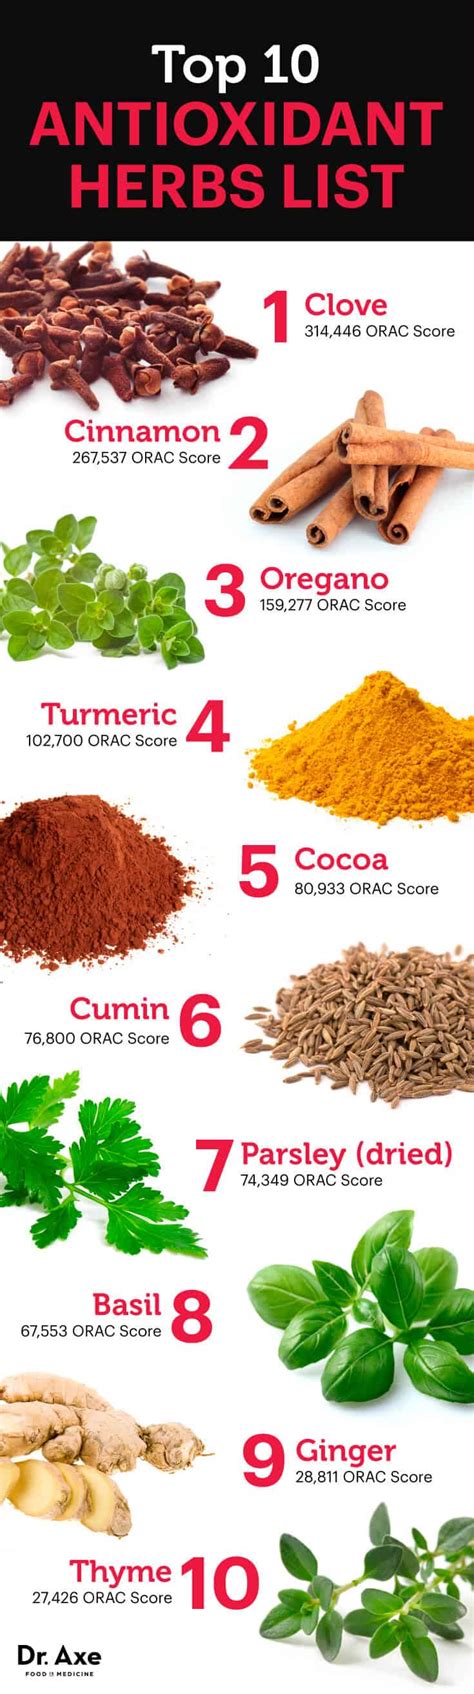 Top 10
ANTIOXIDANT
HERBS LIST
1 Clove
314,446 ORAC Score
Cinnamon 2
267,537 ORAC Score
3 Oregano
159,277 ORAC Score
Turmeric 4
102,700 ORAC Score
5 Cocoa
80,933 ORAC Score
Cumin 6
76,800 ORAC Score
7 Parsley (dried)
74,349 ORAC Score
Basil 8
67,553 ORAC Score
9 Ginger
28,811 ORAC Score
Thyme 10
27,426 ORAC Score
Dr. Axe
FOOD IS MEDICINE